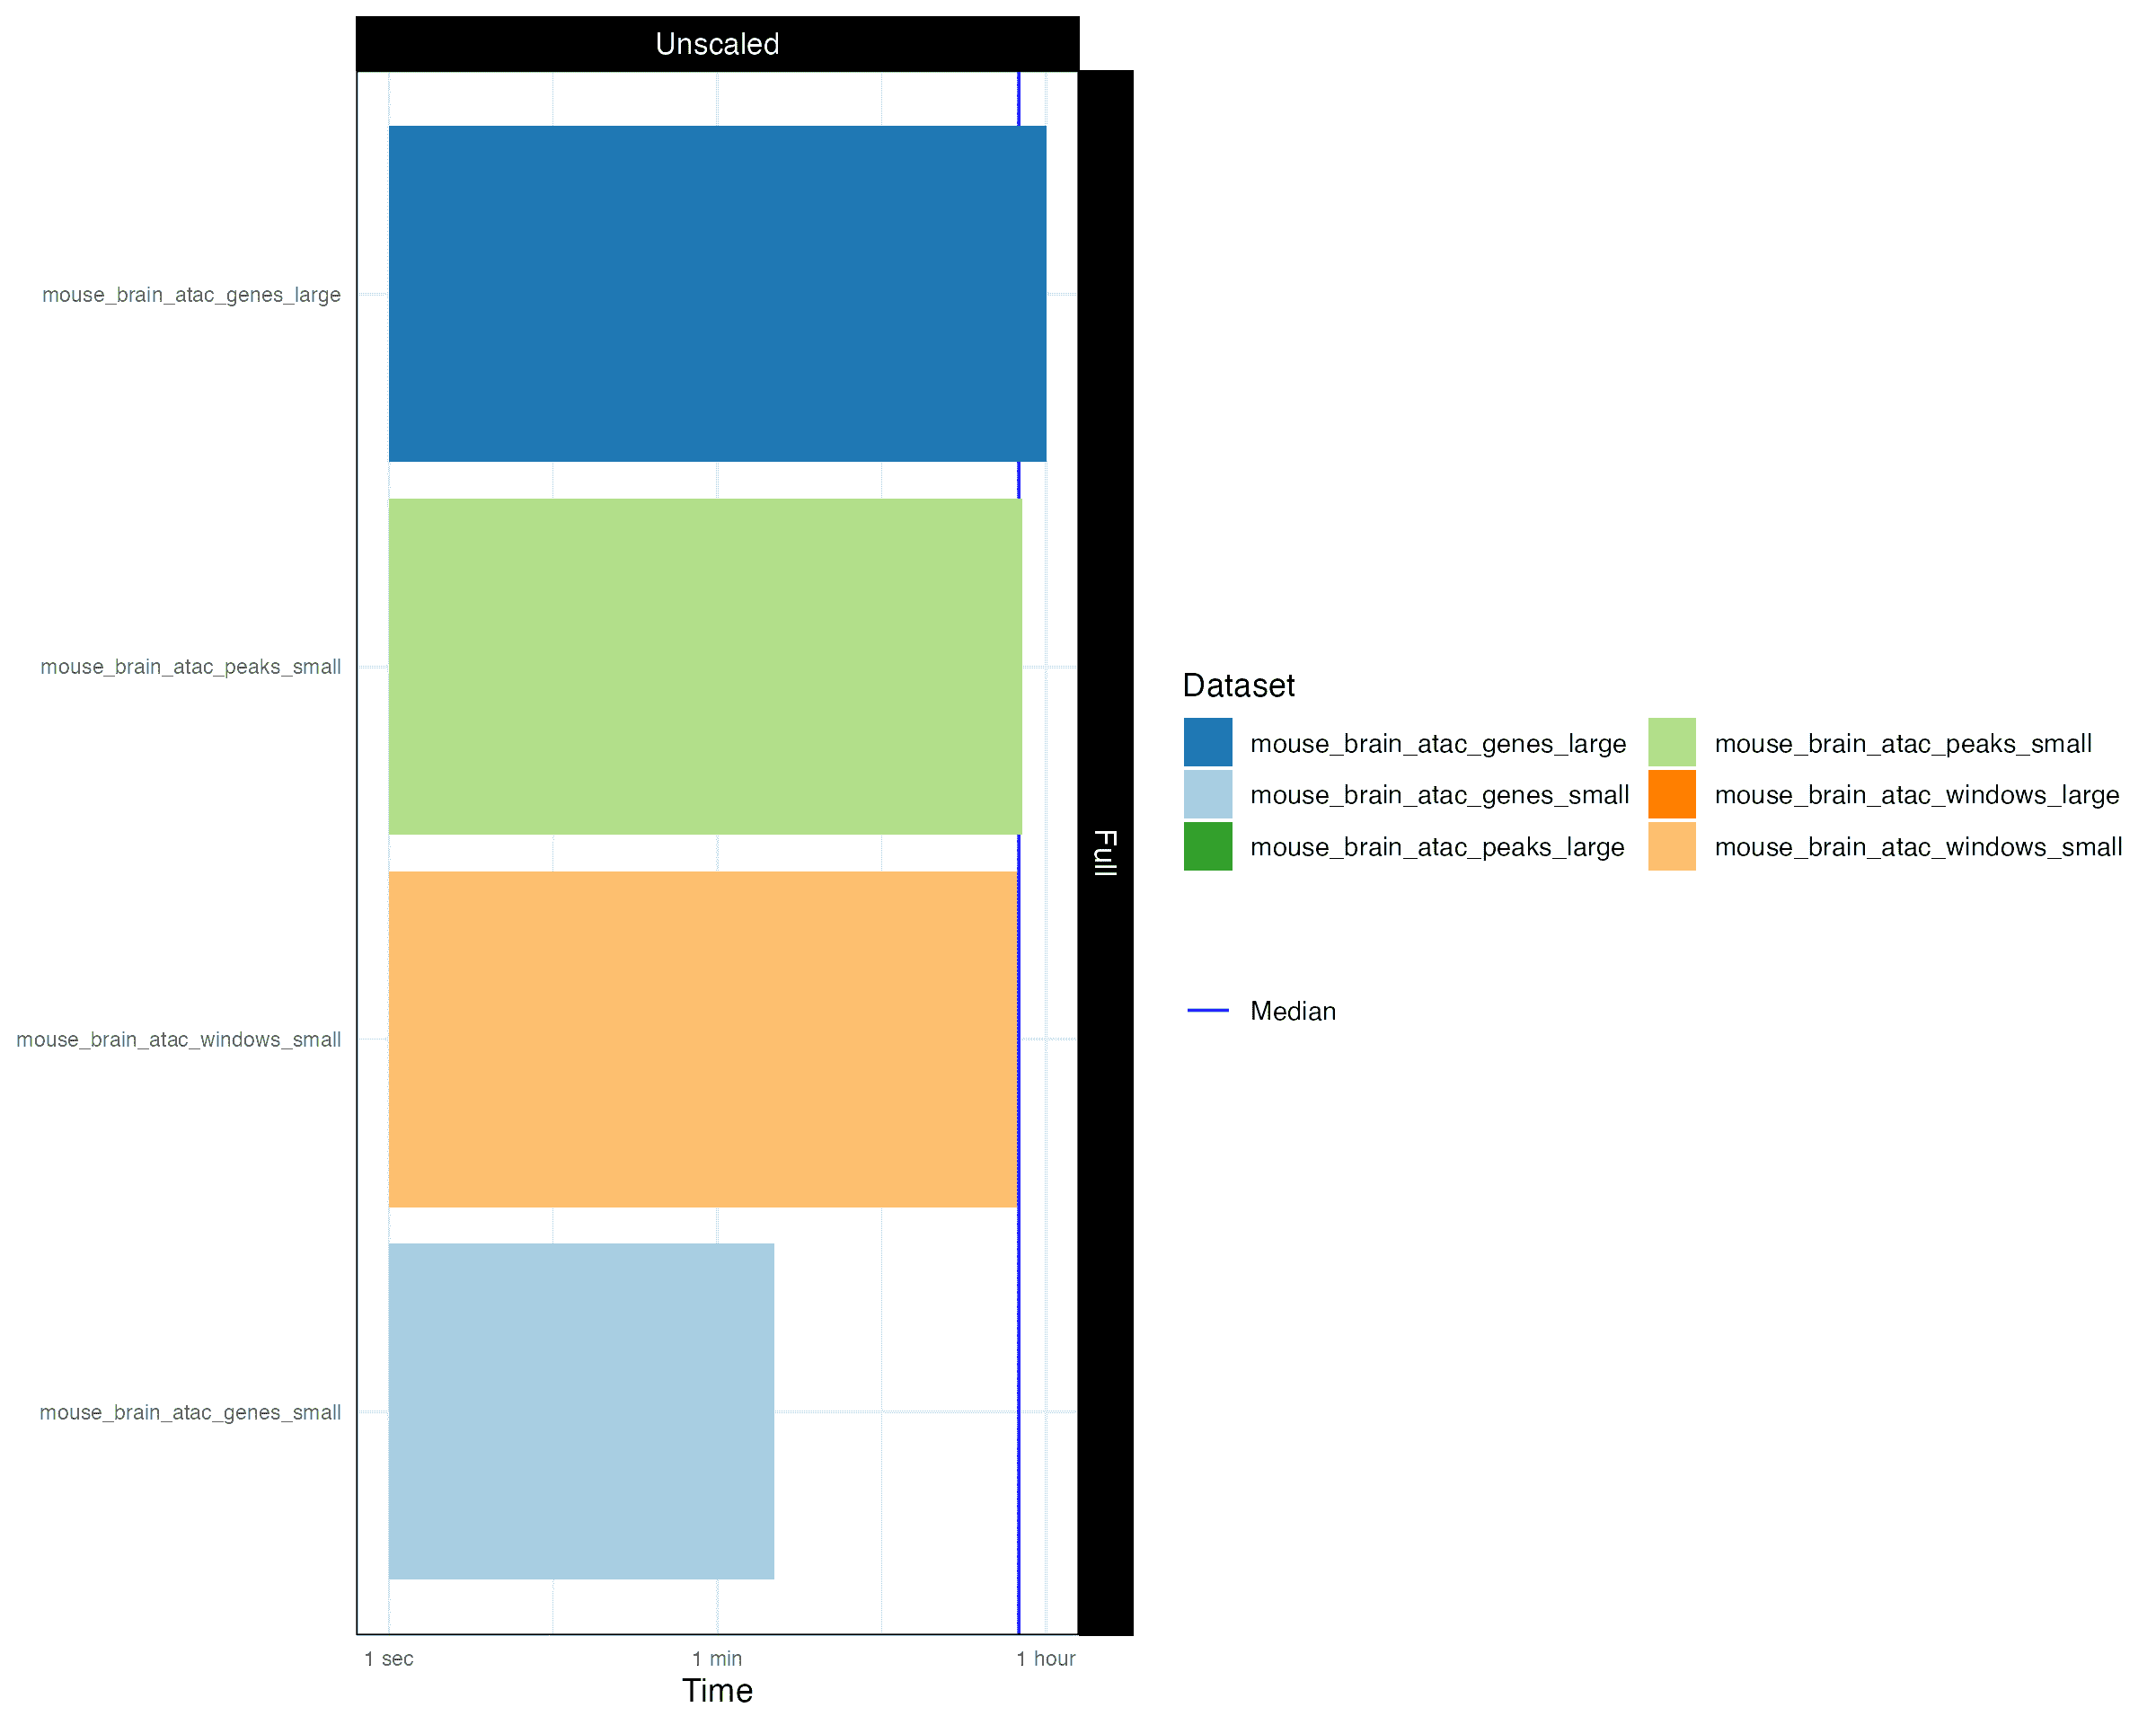 Unscaled
Full
mouse_brain_atac_genes_large
mouse_brain_atac_peaks_small
mouse_brain_atac_windows_small
mouse_brain_atac_genes_small
1 sec
1 min
1 hour
Time
Dataset
mouse_brain_atac_genes_large
mouse_brain_atac_genes_small
mouse_brain_atac_peaks_large
mouse_brain_atac_peaks_small
mouse_brain_atac_windows_large
mouse_brain_atac_windows_small
Median